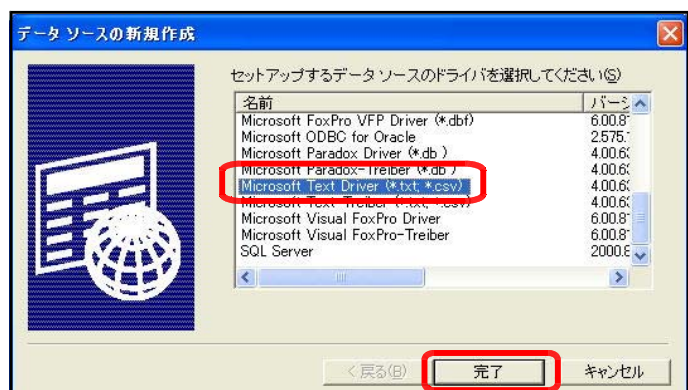 データ ソースの新規作成
セットアップするデータ ソースのドライバを選択してください(S)
名前 バージ
Microsoft FoxPro VFP Driver (*.dbf) 6.00.8
Microsoft ODBC for Oracle 2.575.
Microsoft Paradox Driver (*.db ) 4.00.6
Microsoft Paradox-Treiber (*.db ) 4.00.6
Microsoft Text Driver (*.txt; *.csv) 4.00.6
Microsoft Text-Treiber (*.txt; *.csv) 4.00.6
Microsoft Visual FoxPro Driver 6.00.8
Microsoft Visual FoxPro-Treiber 6.00.8
SQL Server 2000.8
< 戻る(B) 完了 キャンセル